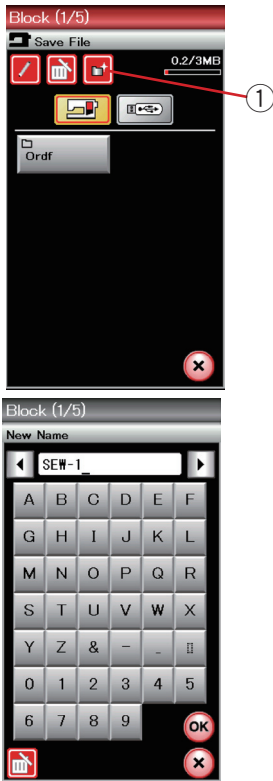 Block (1/5)
Save File
0.2/3MB
1
Ordf
Block (1/5)
New Name
SEW-1_
A B C D E F
G H I J K L
M N O P Q R
S T U V W X
Y Z & - _ ▯
0 1 2 3 4 5
6 7 8 9
OK